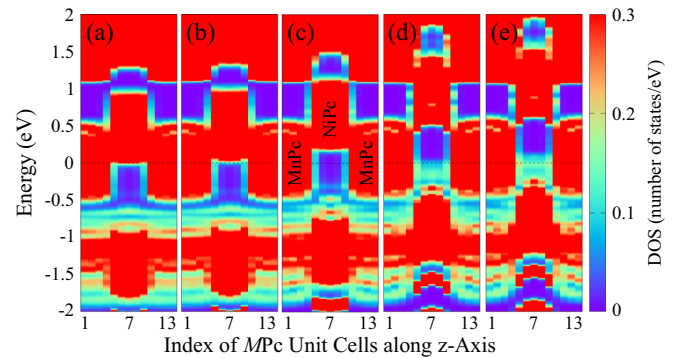 2
1.5
1
0.5
0
-0.5
-1
-1.5
-2
Energy (eV)
(a)
(b)
(c)
(d)
(e)
MnPc
NiPc
MnPc
1 7 13 1 7 13 1 7 13 1 7 13 1 7 13
Index of MPc Unit Cells along z-Axis
0.3
0.2
0.1
0
DOS (number of states/eV)